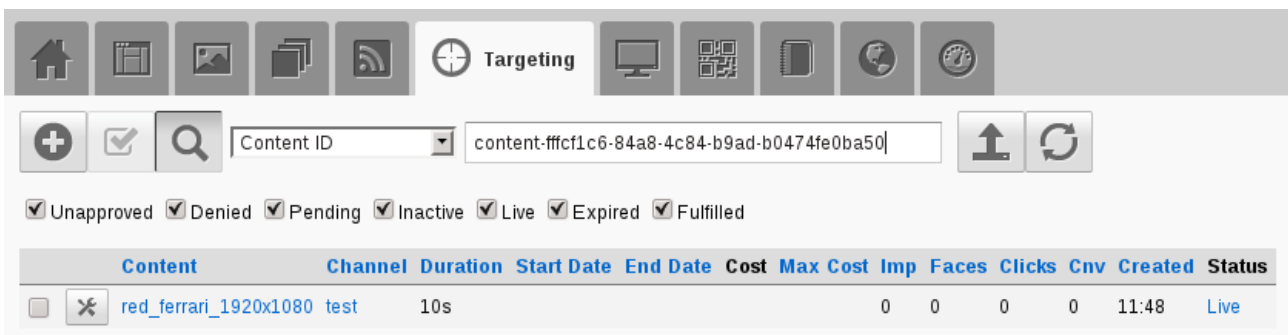 Targeting
Content ID content-fffcf1c6-84a8-4c84-b9ad-b0474fe0ba50
Unapproved Denied Pending Inactive Live Expired Fulfilled
Content Channel Duration Start Date End Date Cost Max Cost Imp Faces Clicks Cnv Created Status
red_ferrari_1920x1080 test 10s 0 0 0 0 11:48 Live